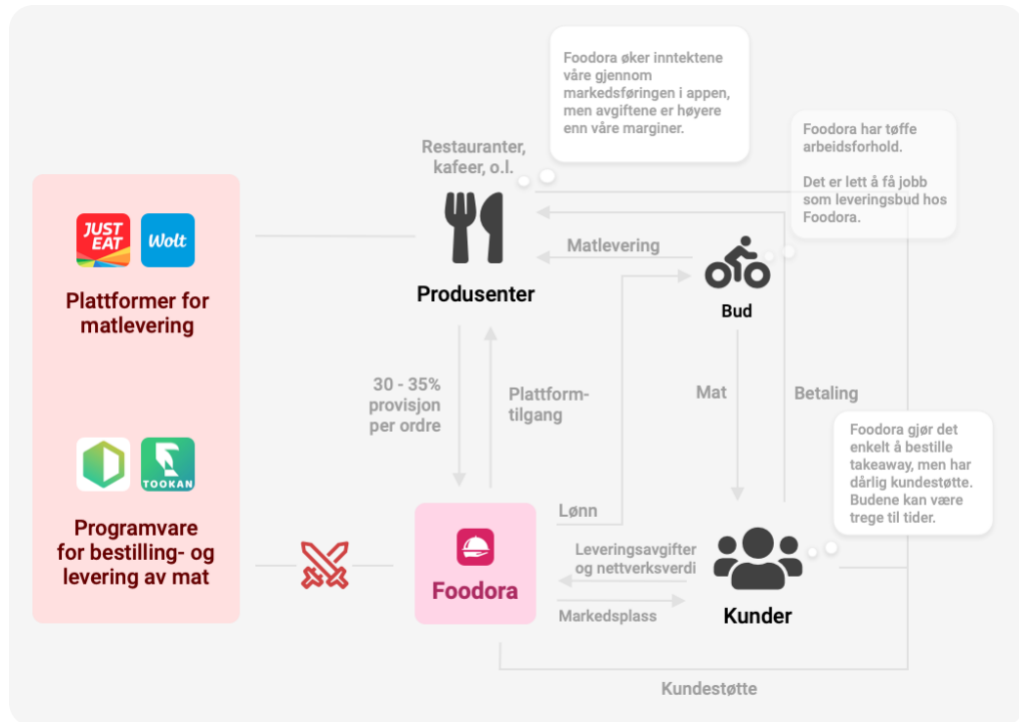 Foodora øker inntektene
våre gjennom
markedsføringen i appen,
men avgiftene er høyere
enn våre marginer.
Foodora har tøffe
arbeidsforhold.
Det er lett å få jobb
som leveringsbud hos
Foodora.
Restauranter,
kafeer, o.l.
Produsenter
JUST
EAT
Wolt
Plattformer for
matlevering
Matlevering
Bud
30 - 35%
provisjon
per ordre
Plattform-
tilgang
Mat
Betaling
Foodora gjør det
enkelt å bestille
takeaway, men har
dårlig kundestøtte.
Budene kan være
trege til tider.
TOOKAN
Programvare
for bestilling- og
levering av mat
Foodora
Lønn
Leveringsavgifter
og nettverksverdi
Markedsplass
Kunder
Kundestøtte